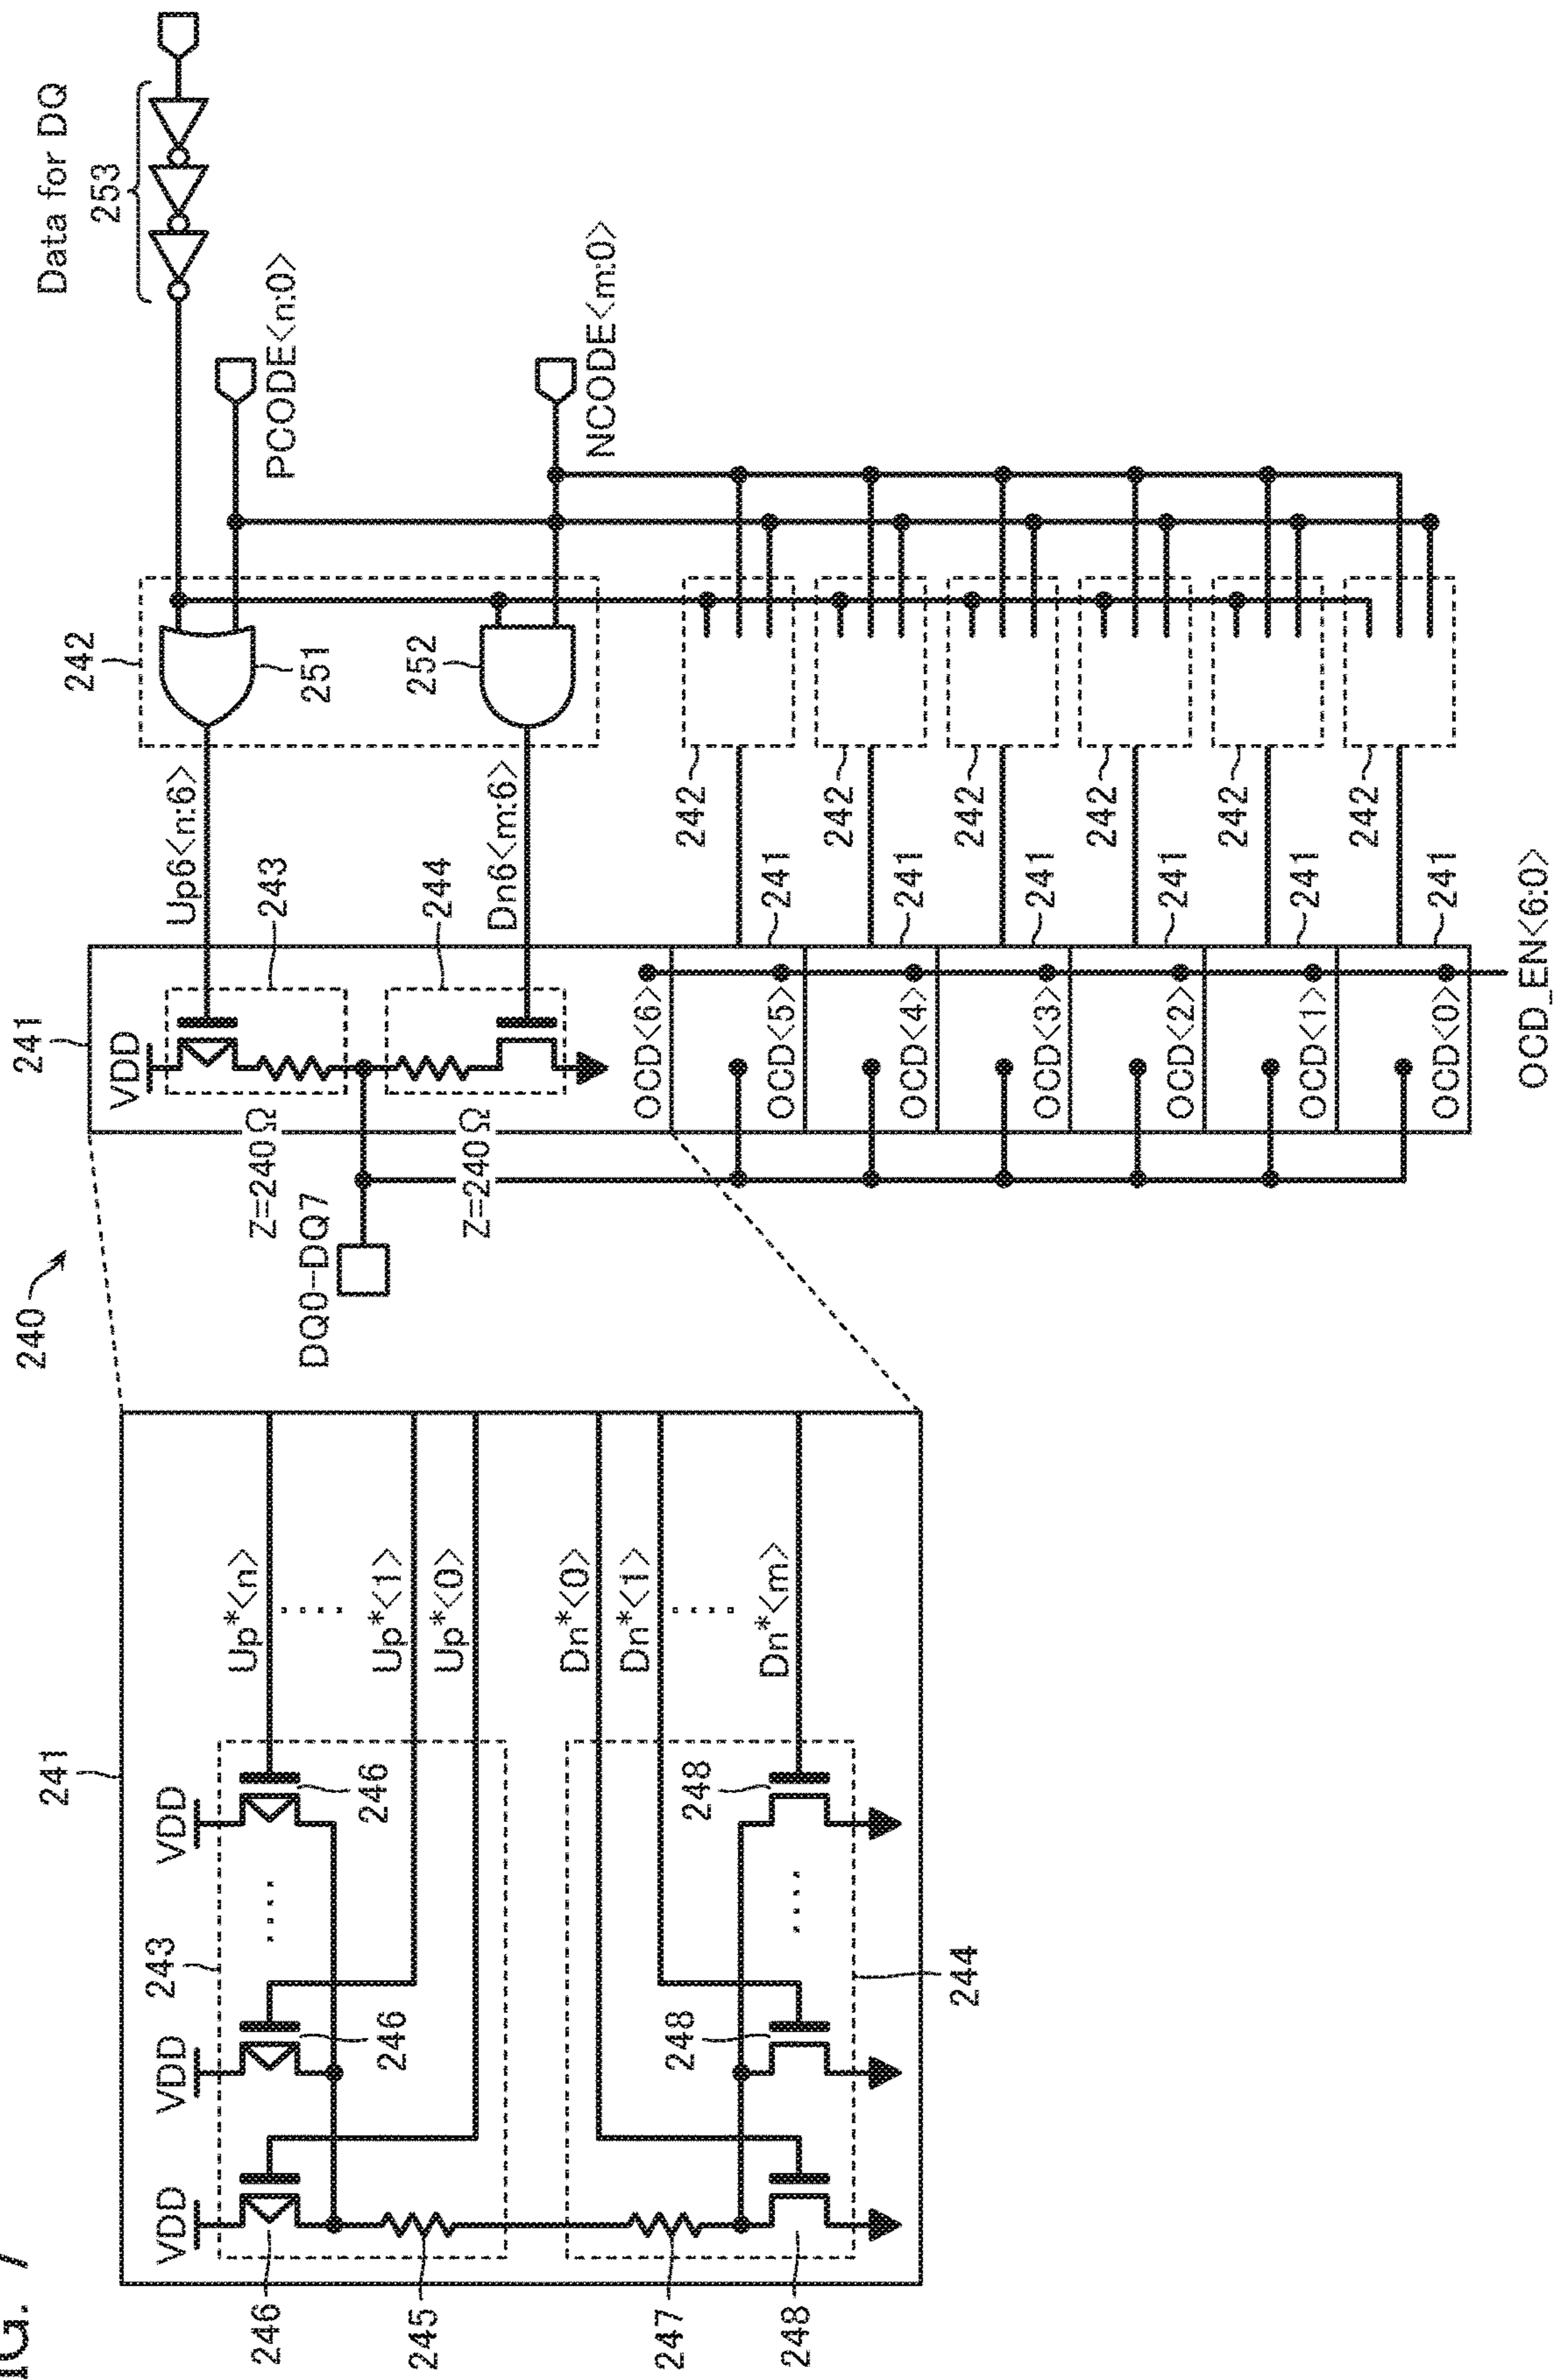 FIG. 7
240
241
VDD
243
246
246
246
245
247
248
248
248
244
Up*<n>
Up*<1>
Up*<0>
Dn*<0>
Dn*<1>
Dn*<m>
VDD
VDD
241
VDD
Z=240Ω
Z=240Ω
DQ0-DQ7
243
244
Up6<n:6>
Dn6<m:6>
242
251
252
Data for DQ
253
PCODE<n:0>
NCODE<m:0>
OCD<6>
OCD<5>
OCD<4>
OCD<3>
OCD<2>
OCD<1>
OCD<0>
241
241
241
241
241
241
242
242
242
242
242
242
OCD_EN<6:0>